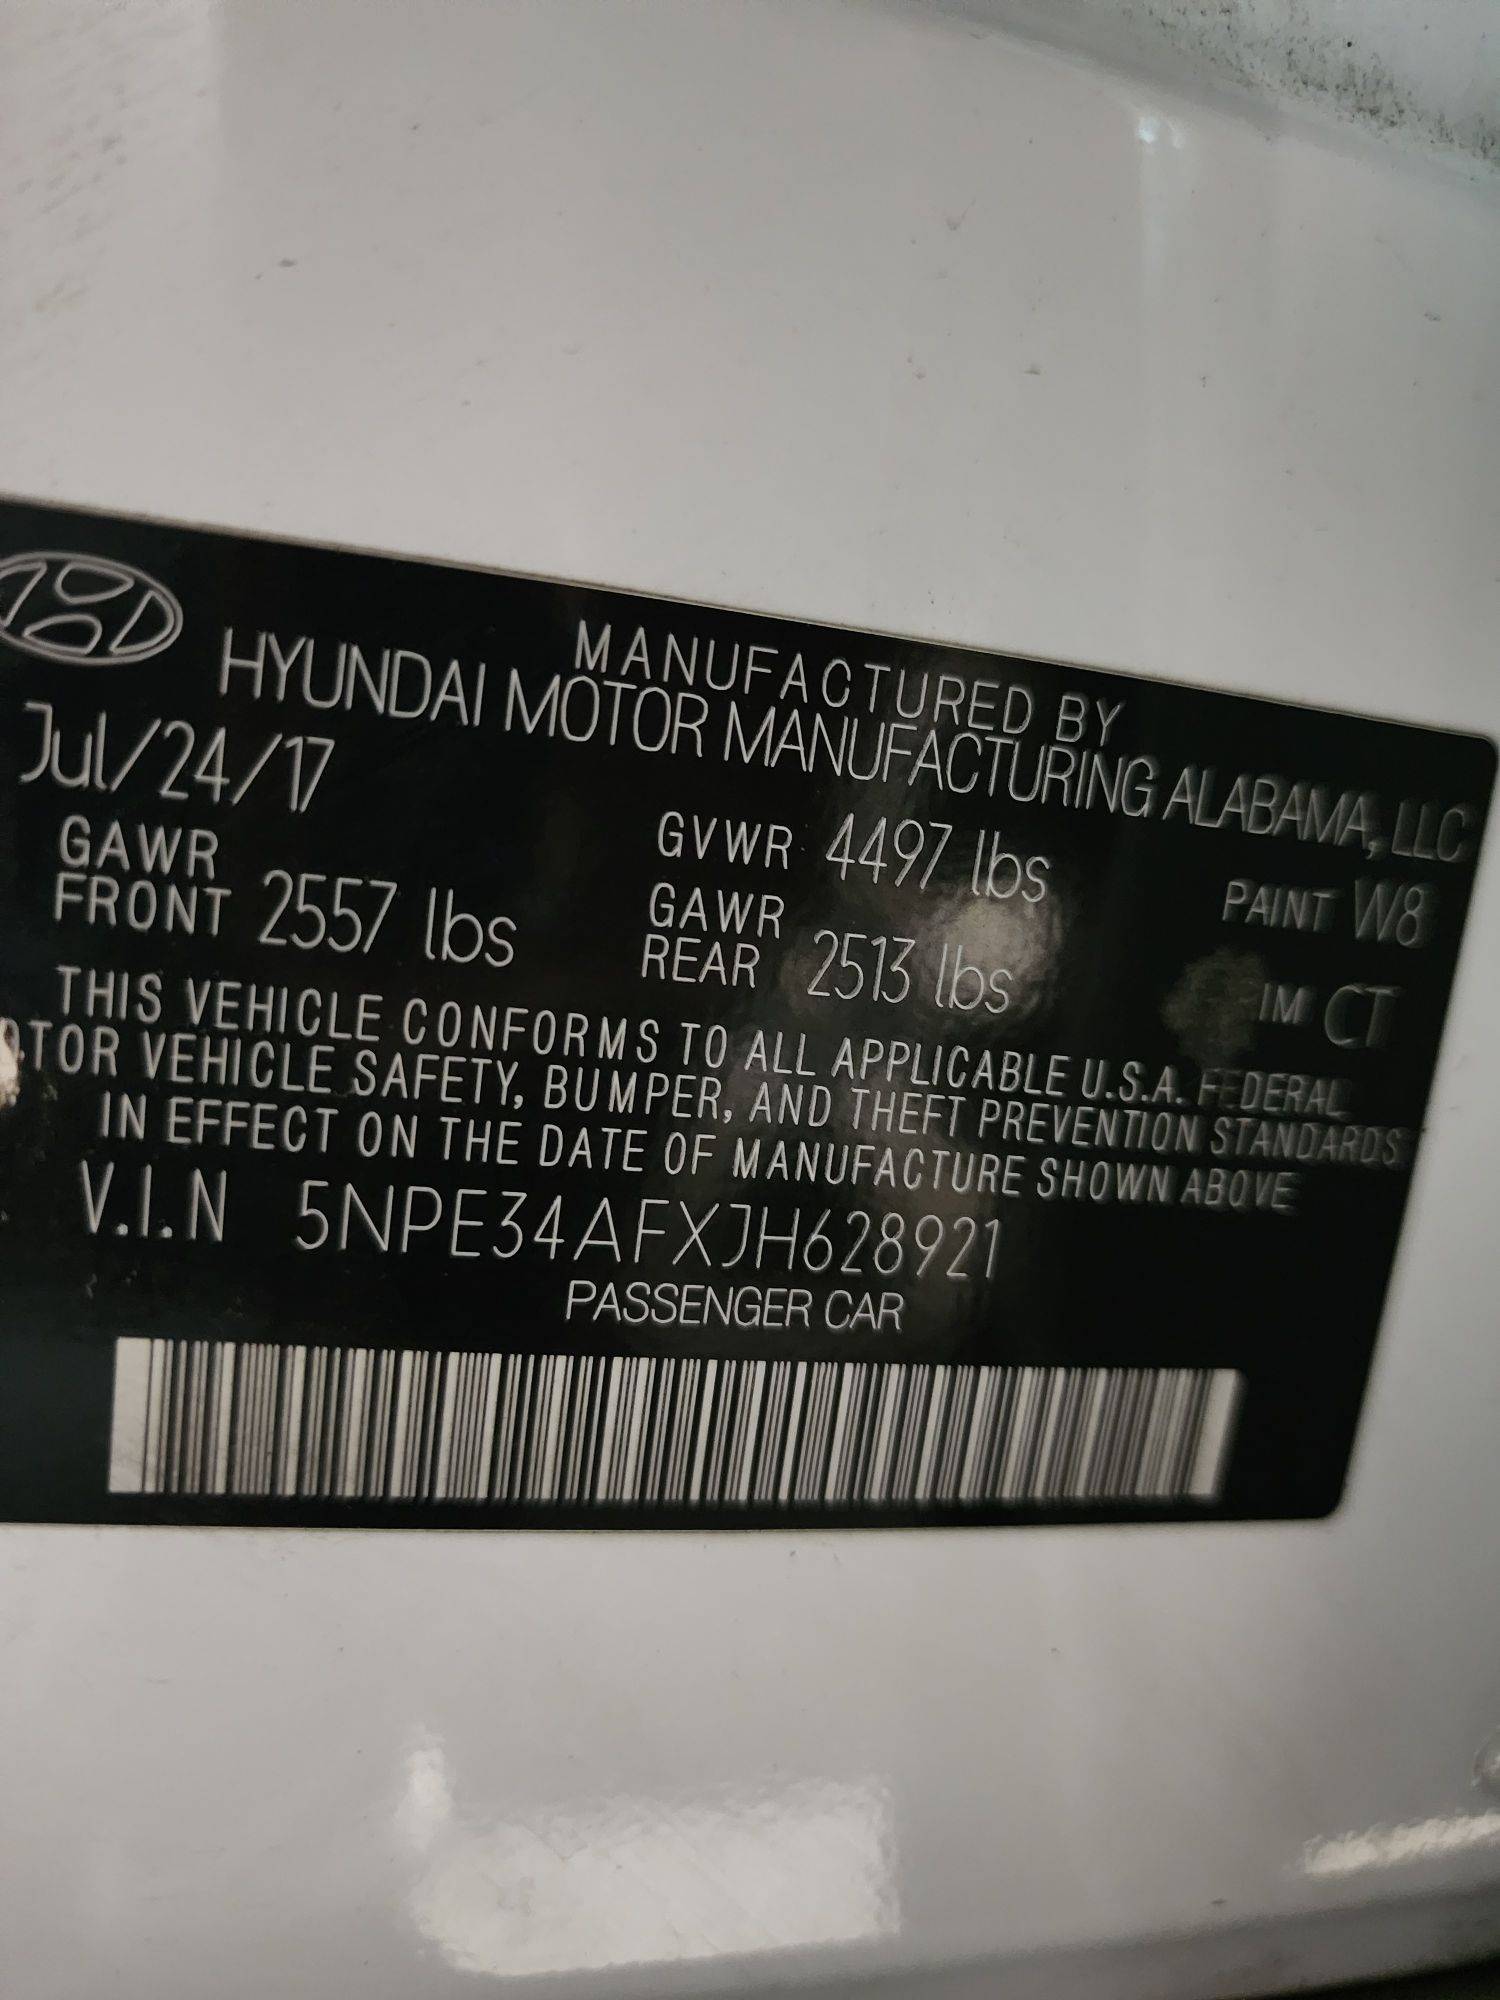 MANUFACTURED BY
HYUNDAI MOTOR MANUFACTURING ALABAMA, LLC
Jul/24/17
GVWR 4497 lbs
PAINT W8
GAWR
FRONT 2557 lbs
GAWR
REAR 2513 lbs
IM CT
THIS VEHICLE CONFORMS TO ALL APPLICABLE U.S.A. FEDERAL
OTOR VEHICLE SAFETY, BUMPER, AND THEFT PREVENTION STANDARDS
IN EFFECT ON THE DATE OF MANUFACTURE SHOWN ABOVE
V.I.N 5NPE34AFXJH628921
PASSENGER CAR